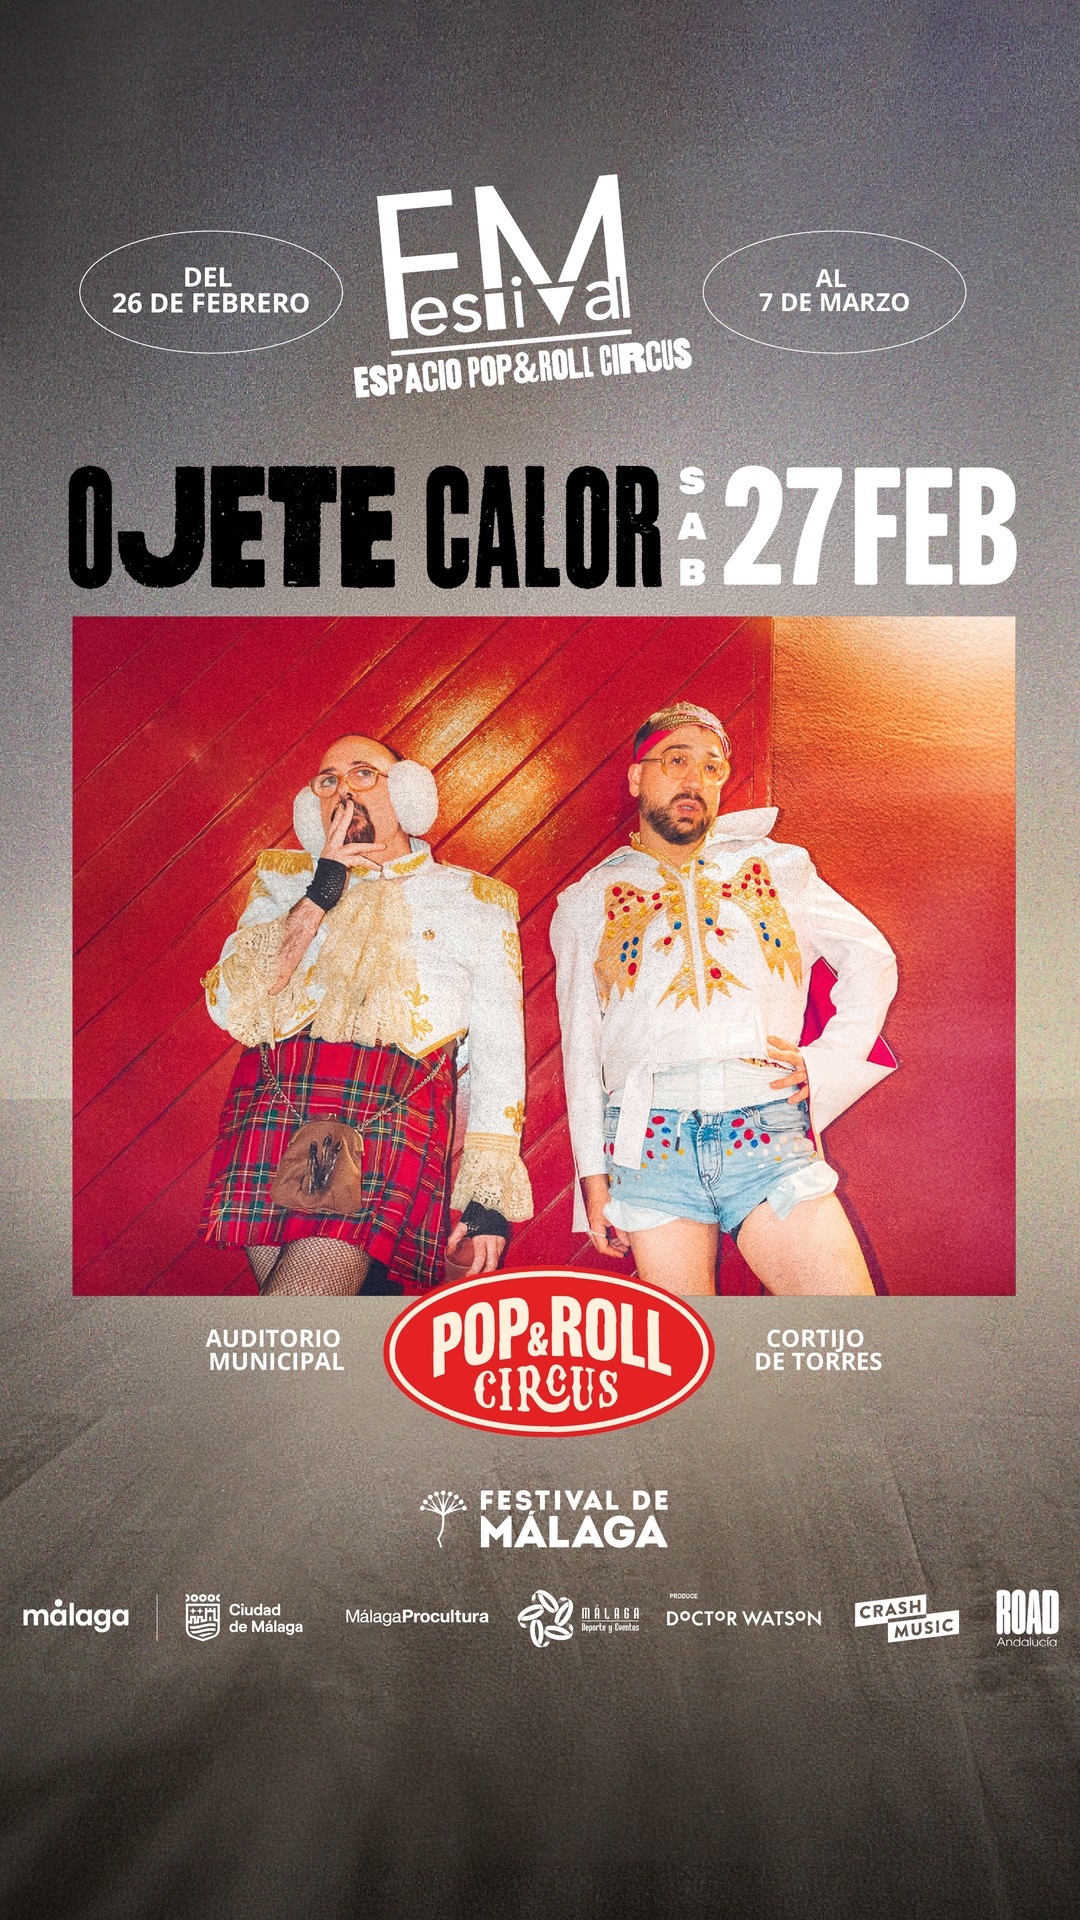 DEL
26 DE FEBRERO
FM
Festival
ESPACIO POP&ROLL CIRCUS
AL
7 DE MARZO
OJETE CALOR SAB 27 FEB
AUDITORIO
MUNICIPAL
POP&ROLL
CIRCUS
CORTIJO
DE TORRES
FESTIVAL DE
MÁLAGA
málaga
Ciudad
de Málaga
MálagaProcultura
MÁLAGA
Deporte y Eventos
PRODUCE
DOCTOR WATSON
CRASH
MUSIC
ROAD
Andalucía